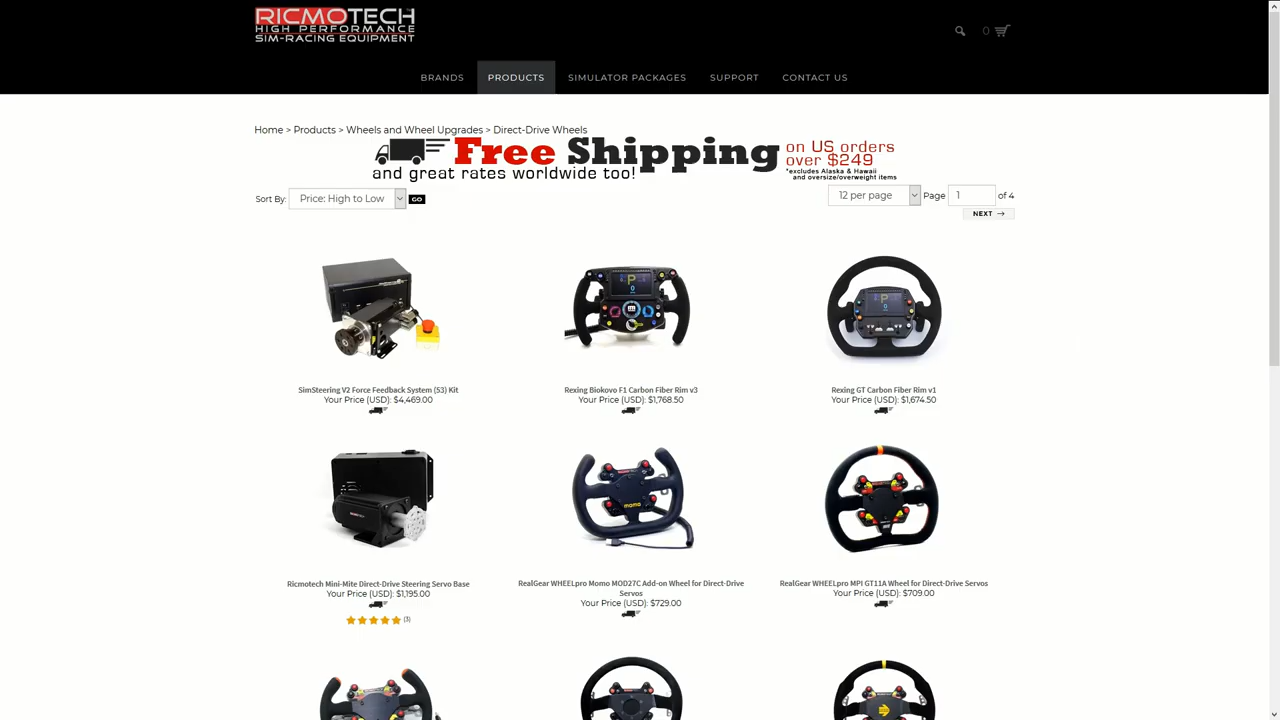 RICMOTECH
HIGH PERFORMANCE
SIM-RACING EQUIPMENT
0
BRANDS
PRODUCTS
SIMULATOR PACKAGES
SUPPORT
CONTACT US
Home > Products > Wheels and Wheel Upgrades > Direct-Drive Wheels
Free Shipping
and great rates worldwide too!
on US orders
over $249
*excludes Alaska & Hawaii
and oversize/overweight items
Sort By: Price: High to Low GO
12 per page Page 1 of 4
NEXT →
SimSteering V2 Force Feedback System (53) Kit
Your Price (USD): $4,469.00
Rexing Biokovo F1 Carbon Fiber Rim v3
Your Price (USD): $1,768.50
Rexing GT Carbon Fiber Rim v1
Your Price (USD): $1,674.50
Ricmotech Mini-Mite Direct-Drive Steering Servo Base
Your Price (USD): $1,195.00
(3)
momo
RealGear WHEELpro Momo MOD27C Add-on Wheel for Direct-Drive
Servos
Your Price (USD): $729.00
RealGear WHEELpro MPI GT11A Wheel for Direct-Drive Servos
Your Price (USD): $709.00